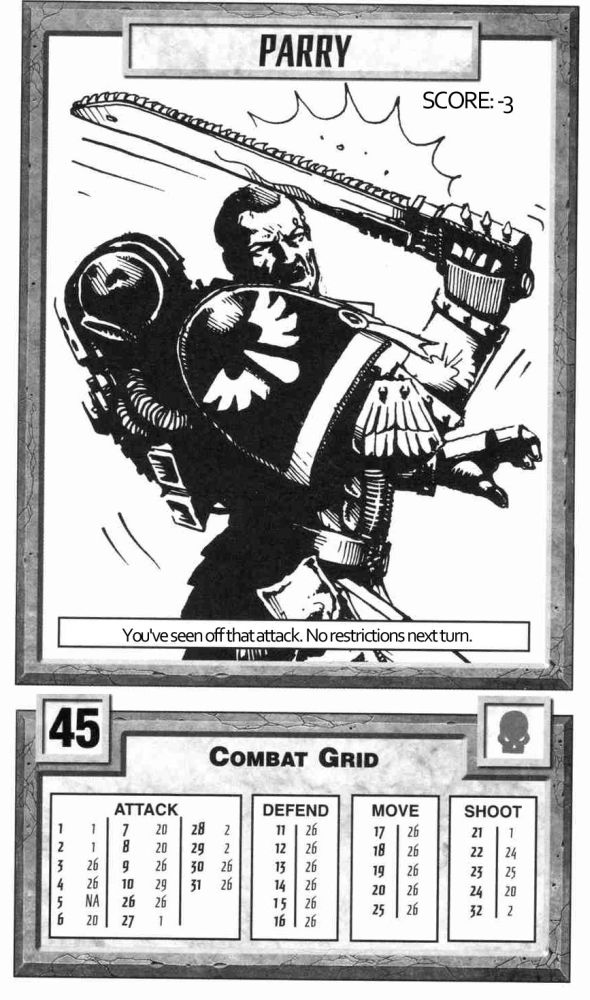 PARRY
SCORE: -3
You've seen off that attack. No restrictions next turn.
45
COMBAT GRID
ATTACK DEFEND MOVE SHOOT
1 1 7 20 28 2 11 26 17 26 21 1
2 1 8 20 29 2 12 26 18 26 22 24
3 26 9 26 30 26 13 26 19 26 23 25
4 26 10 29 31 26 14 26 20 26 24 20
5 NA 26 26 15 26 25 26 32 2
6 20 27 1 16 26